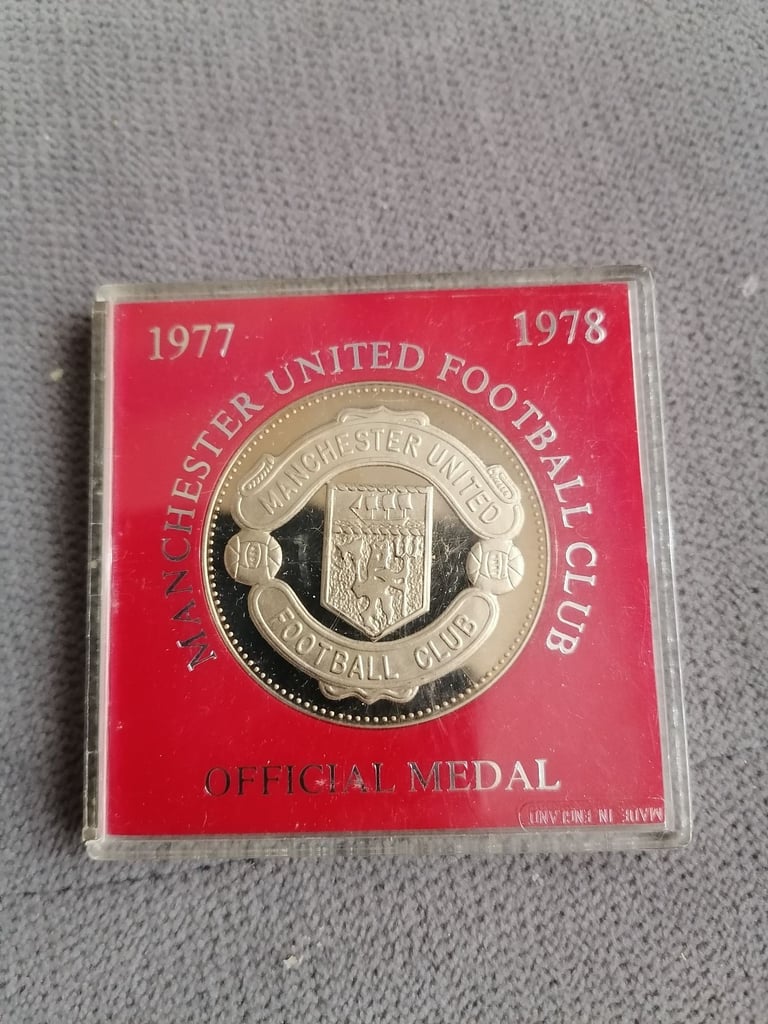 1977 1978
MANCHESTER UNITED FOOTBALL CLUB
MANCHESTER UNITED
FOOTBALL CLUB
OFFICIAL MEDAL
MADE IN ENGLAND